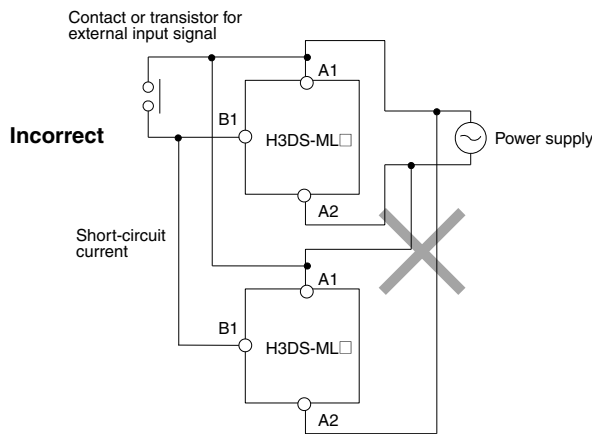 Contact or transistor for
external input signal
A1
B1
Incorrect
H3DS-ML□
Power supply
A2
Short-circuit
current
A1
B1
H3DS-ML□
A2